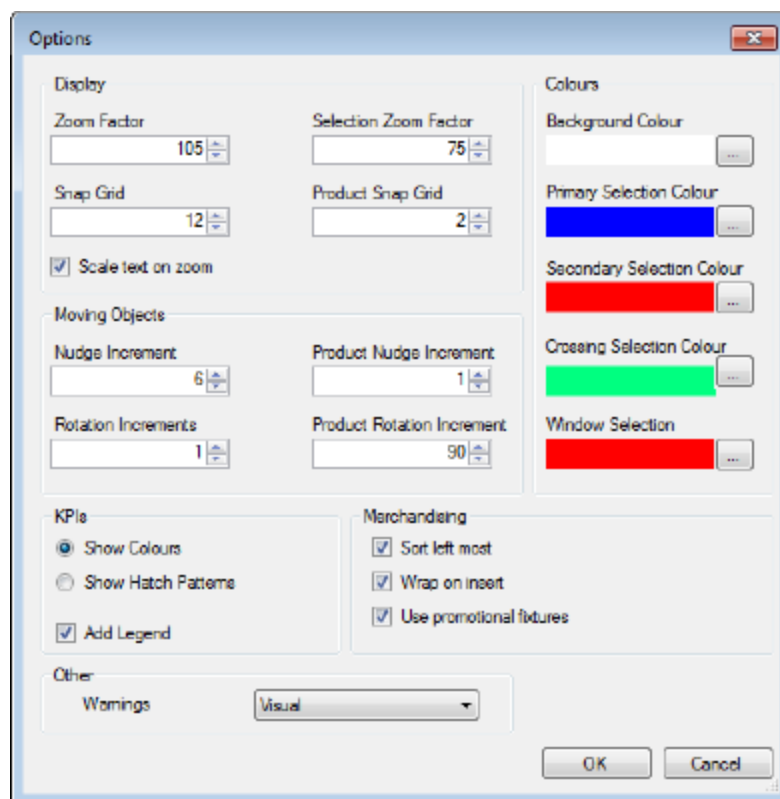 Options
Display
Zoom Factor
Selection Zoom Factor
105
75
Snap Grid
Product Snap Grid
12
2
Scale text on zoom
Moving Objects
Nudge Increment
Product Nudge Increment
6
1
Rotation Increments
Product Rotation Increment
1
90
Colours
Background Colour
...
Primary Selection Colour
...
Secondary Selection Colour
...
Crossing Selection Colour
...
Window Selection
...
KPIs
Show Colours
Show Hatch Patterns
Add Legend
Merchandising
Sort left most
Wrap on insert
Use promotional fixtures
Other
Warnings
Visual
OK
Cancel